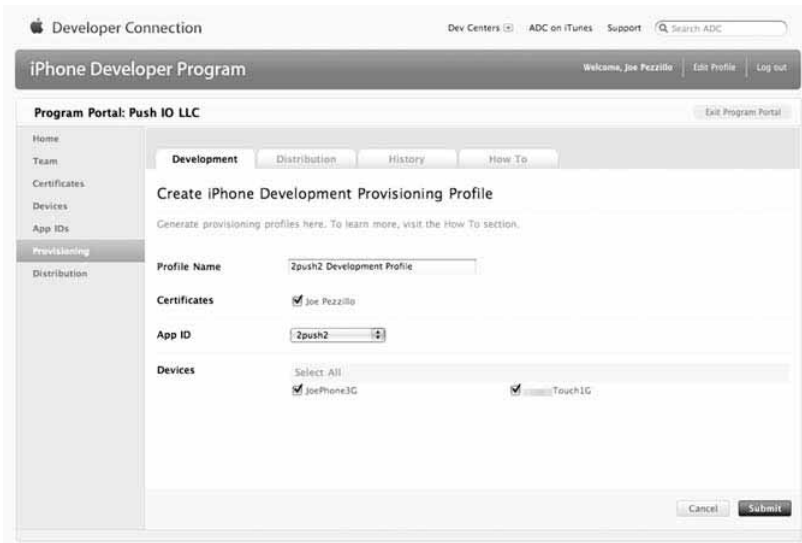 Developer Connection
Dev Centers ADC on iTunes Support Search ADC
iPhone Developer Program
Welcome, Joe Pezzillo Edit Profile Log out
Program Portal: Push IO LLC
Exit Program Portal
Home
Team
Certificates
Devices
App IDs
Provisioning
Distribution
Development Distribution History How To
Create iPhone Development Provisioning Profile
Generate provisioning profiles here. To learn more, visit the How To section.
Profile Name 2push2 Development Profile
Certificates Joe Pezzillo
App ID 2push2
Devices Select All
JoePhone3G Touch1G
Cancel Submit